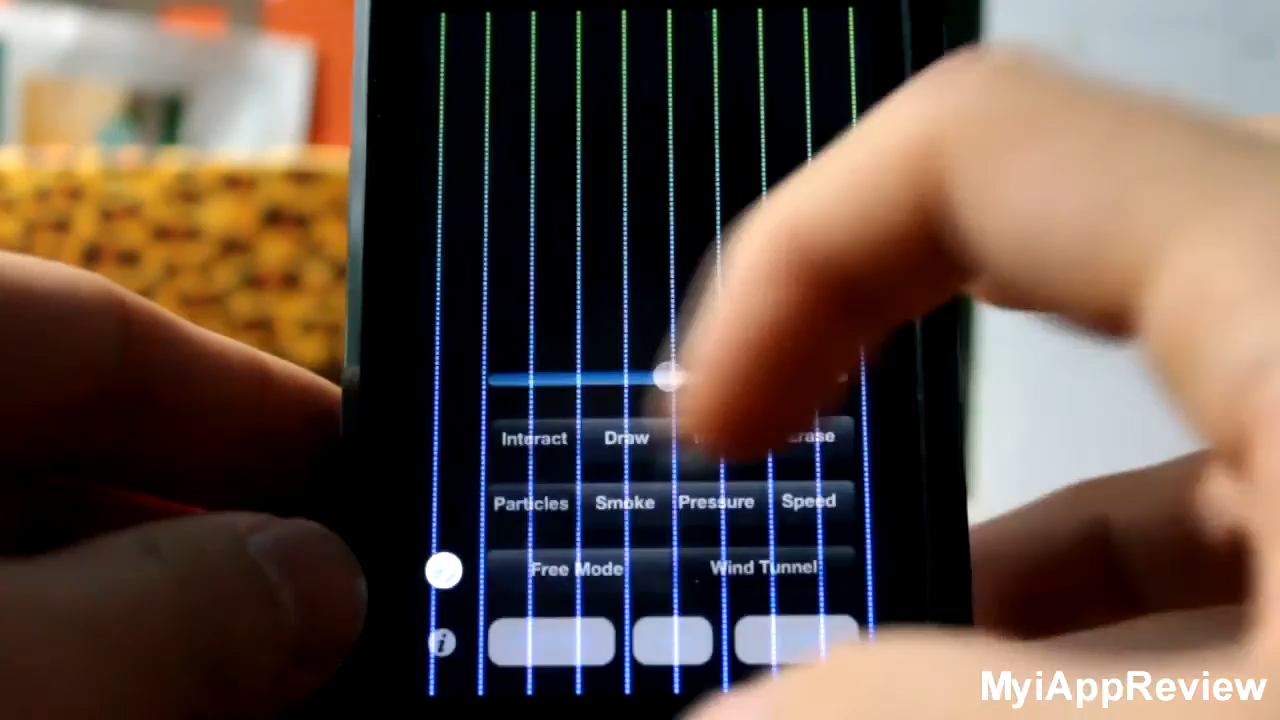 Interact Draw
Particles Smoke Pressure Speed
Free Mode Wind Tunnel
i
MyiAppReview